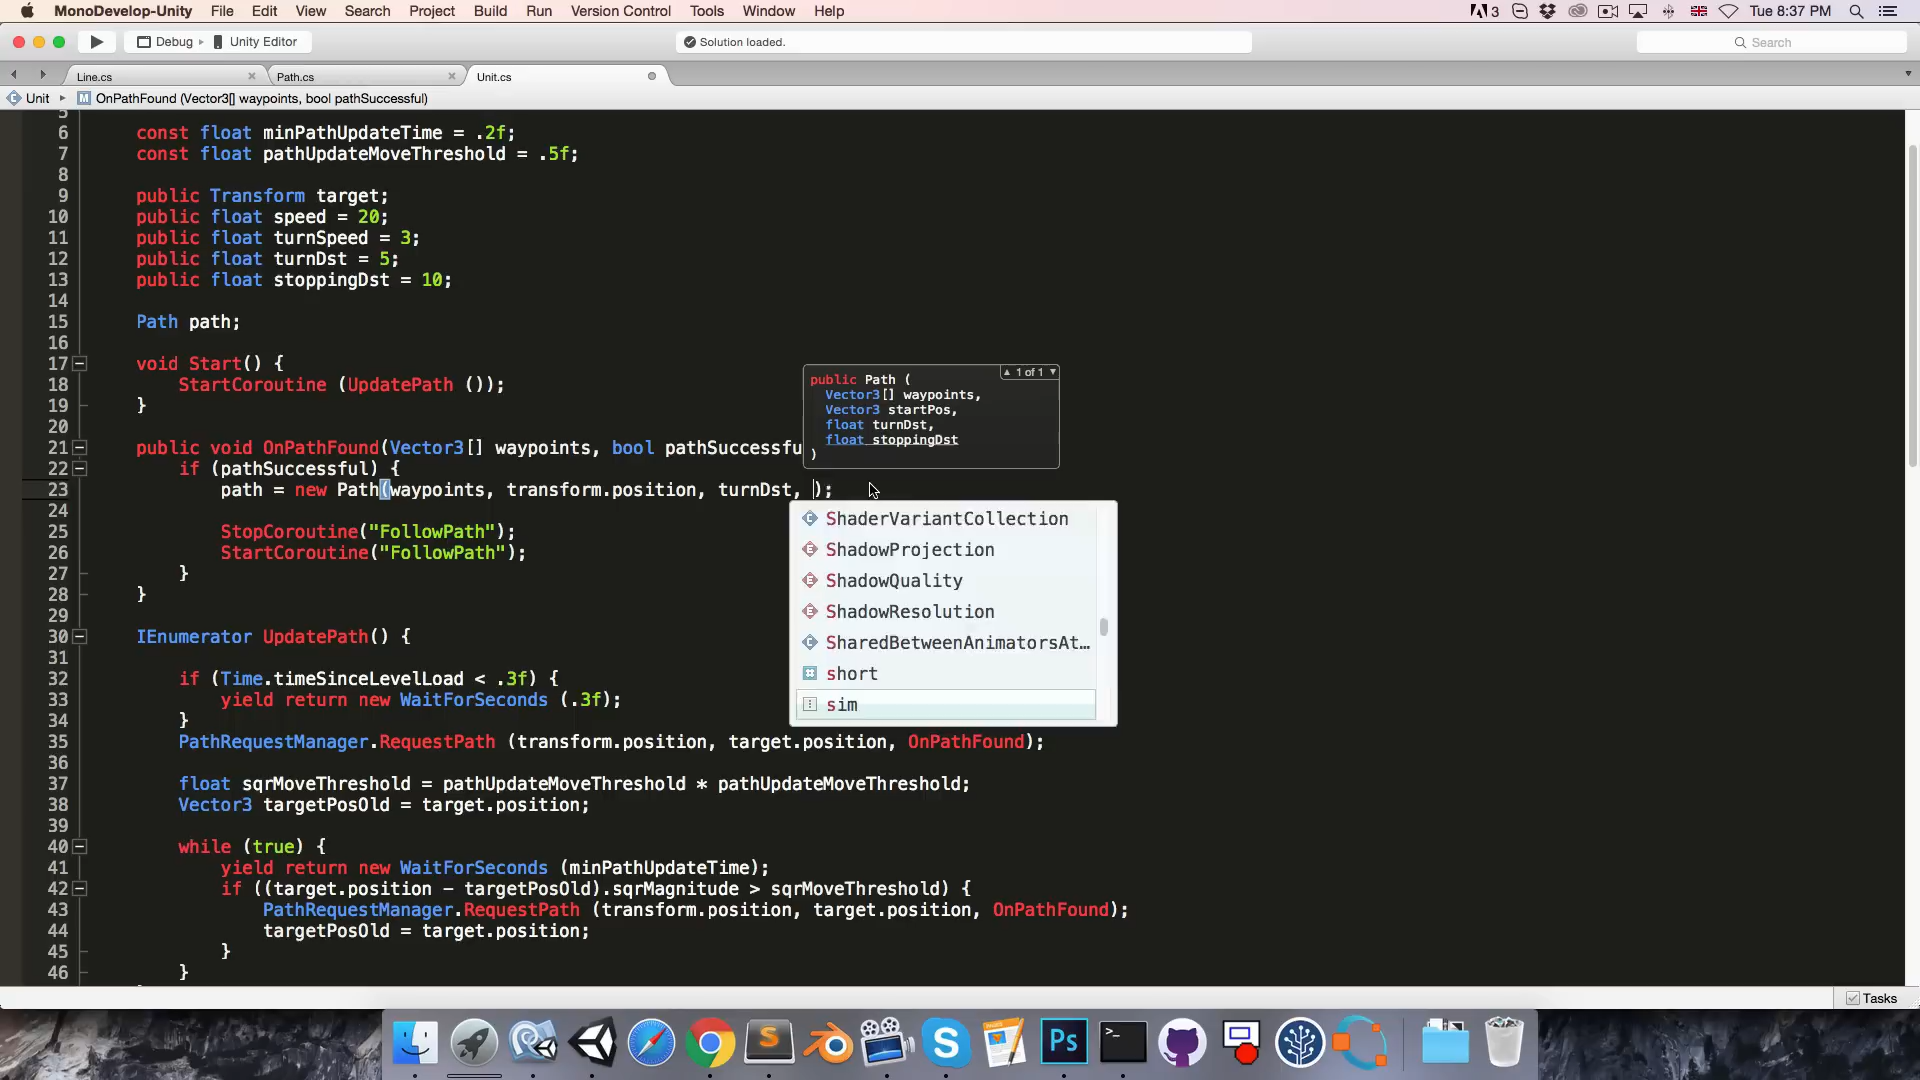 MonoDevelop-Unity File Edit View Search Project Build Run Version Control Tools Window Help 3 Tue 8:37 PM
Debug Unity Editor Solution loaded. Search
Line.cs Path.cs Unit.cs
Unit OnPathFound (Vector3[] waypoints, bool pathSuccessful)
5
6 const float minPathUpdateTime = .2f;
7 const float pathUpdateMoveThreshold = .5f;
8
9 public Transform target;
10 public float speed = 20;
11 public float turnSpeed = 3;
12 public float turnDst = 5;
13 public float stoppingDst = 10;
14
15 Path path;
16
17 void Start() {
18 StartCoroutine (UpdatePath ());
19 }
20
21 public void OnPathFound(Vector3[] waypoints, bool pathSuccessfu
22 if (pathSuccessful) {
23 path = new Path(waypoints, transform.position, turnDst, );
24
25 StopCoroutine("FollowPath");
26 StartCoroutine("FollowPath");
27 }
28 }
29
30 IEnumerator UpdatePath() {
31
32 if (Time.timeSinceLevelLoad < .3f) {
33 yield return new WaitForSeconds (.3f);
34 }
35 PathRequestManager.RequestPath (transform.position, target.position, OnPathFound);
36
37 float sqrMoveThreshold = pathUpdateMoveThreshold * pathUpdateMoveThreshold;
38 Vector3 targetPosOld = target.position;
39
40 while (true) {
41 yield return new WaitForSeconds (minPathUpdateTime);
42 if ((target.position - targetPosOld).sqrMagnitude > sqrMoveThreshold) {
43 PathRequestManager.RequestPath (transform.position, target.position, OnPathFound);
44 targetPosOld = target.position;
45 }
46 }
public Path ( ▲ 1 of 1 ▼
Vector3[] waypoints,
Vector3 startPos,
float turnDst,
float stoppingDst
)
ShaderVariantCollection
ShadowProjection
ShadowQuality
ShadowResolution
SharedBetweenAnimatorsAt…
short
sim
Tasks
Ps